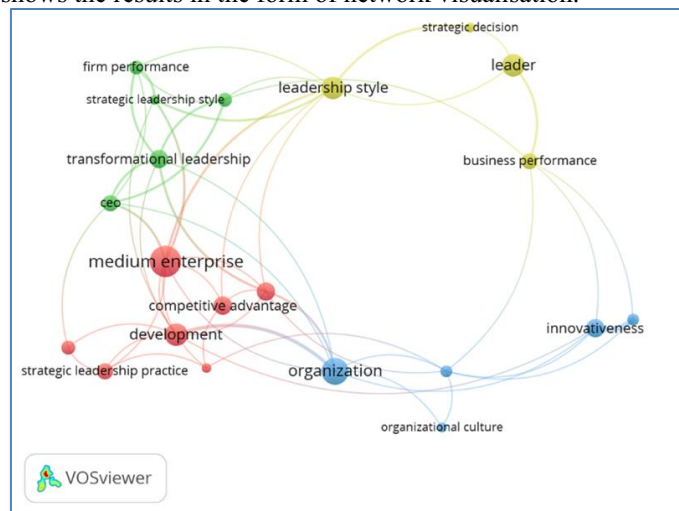 shows the results in the form of network visualisation.
strategic decision
firm performance
leader
leadership style
strategic leadership style
transformational leadership
business performance
ceo
medium enterprise
competitive advantage
development
innovativeness
strategic leadership practice
organization
organizational culture
VOSviewer